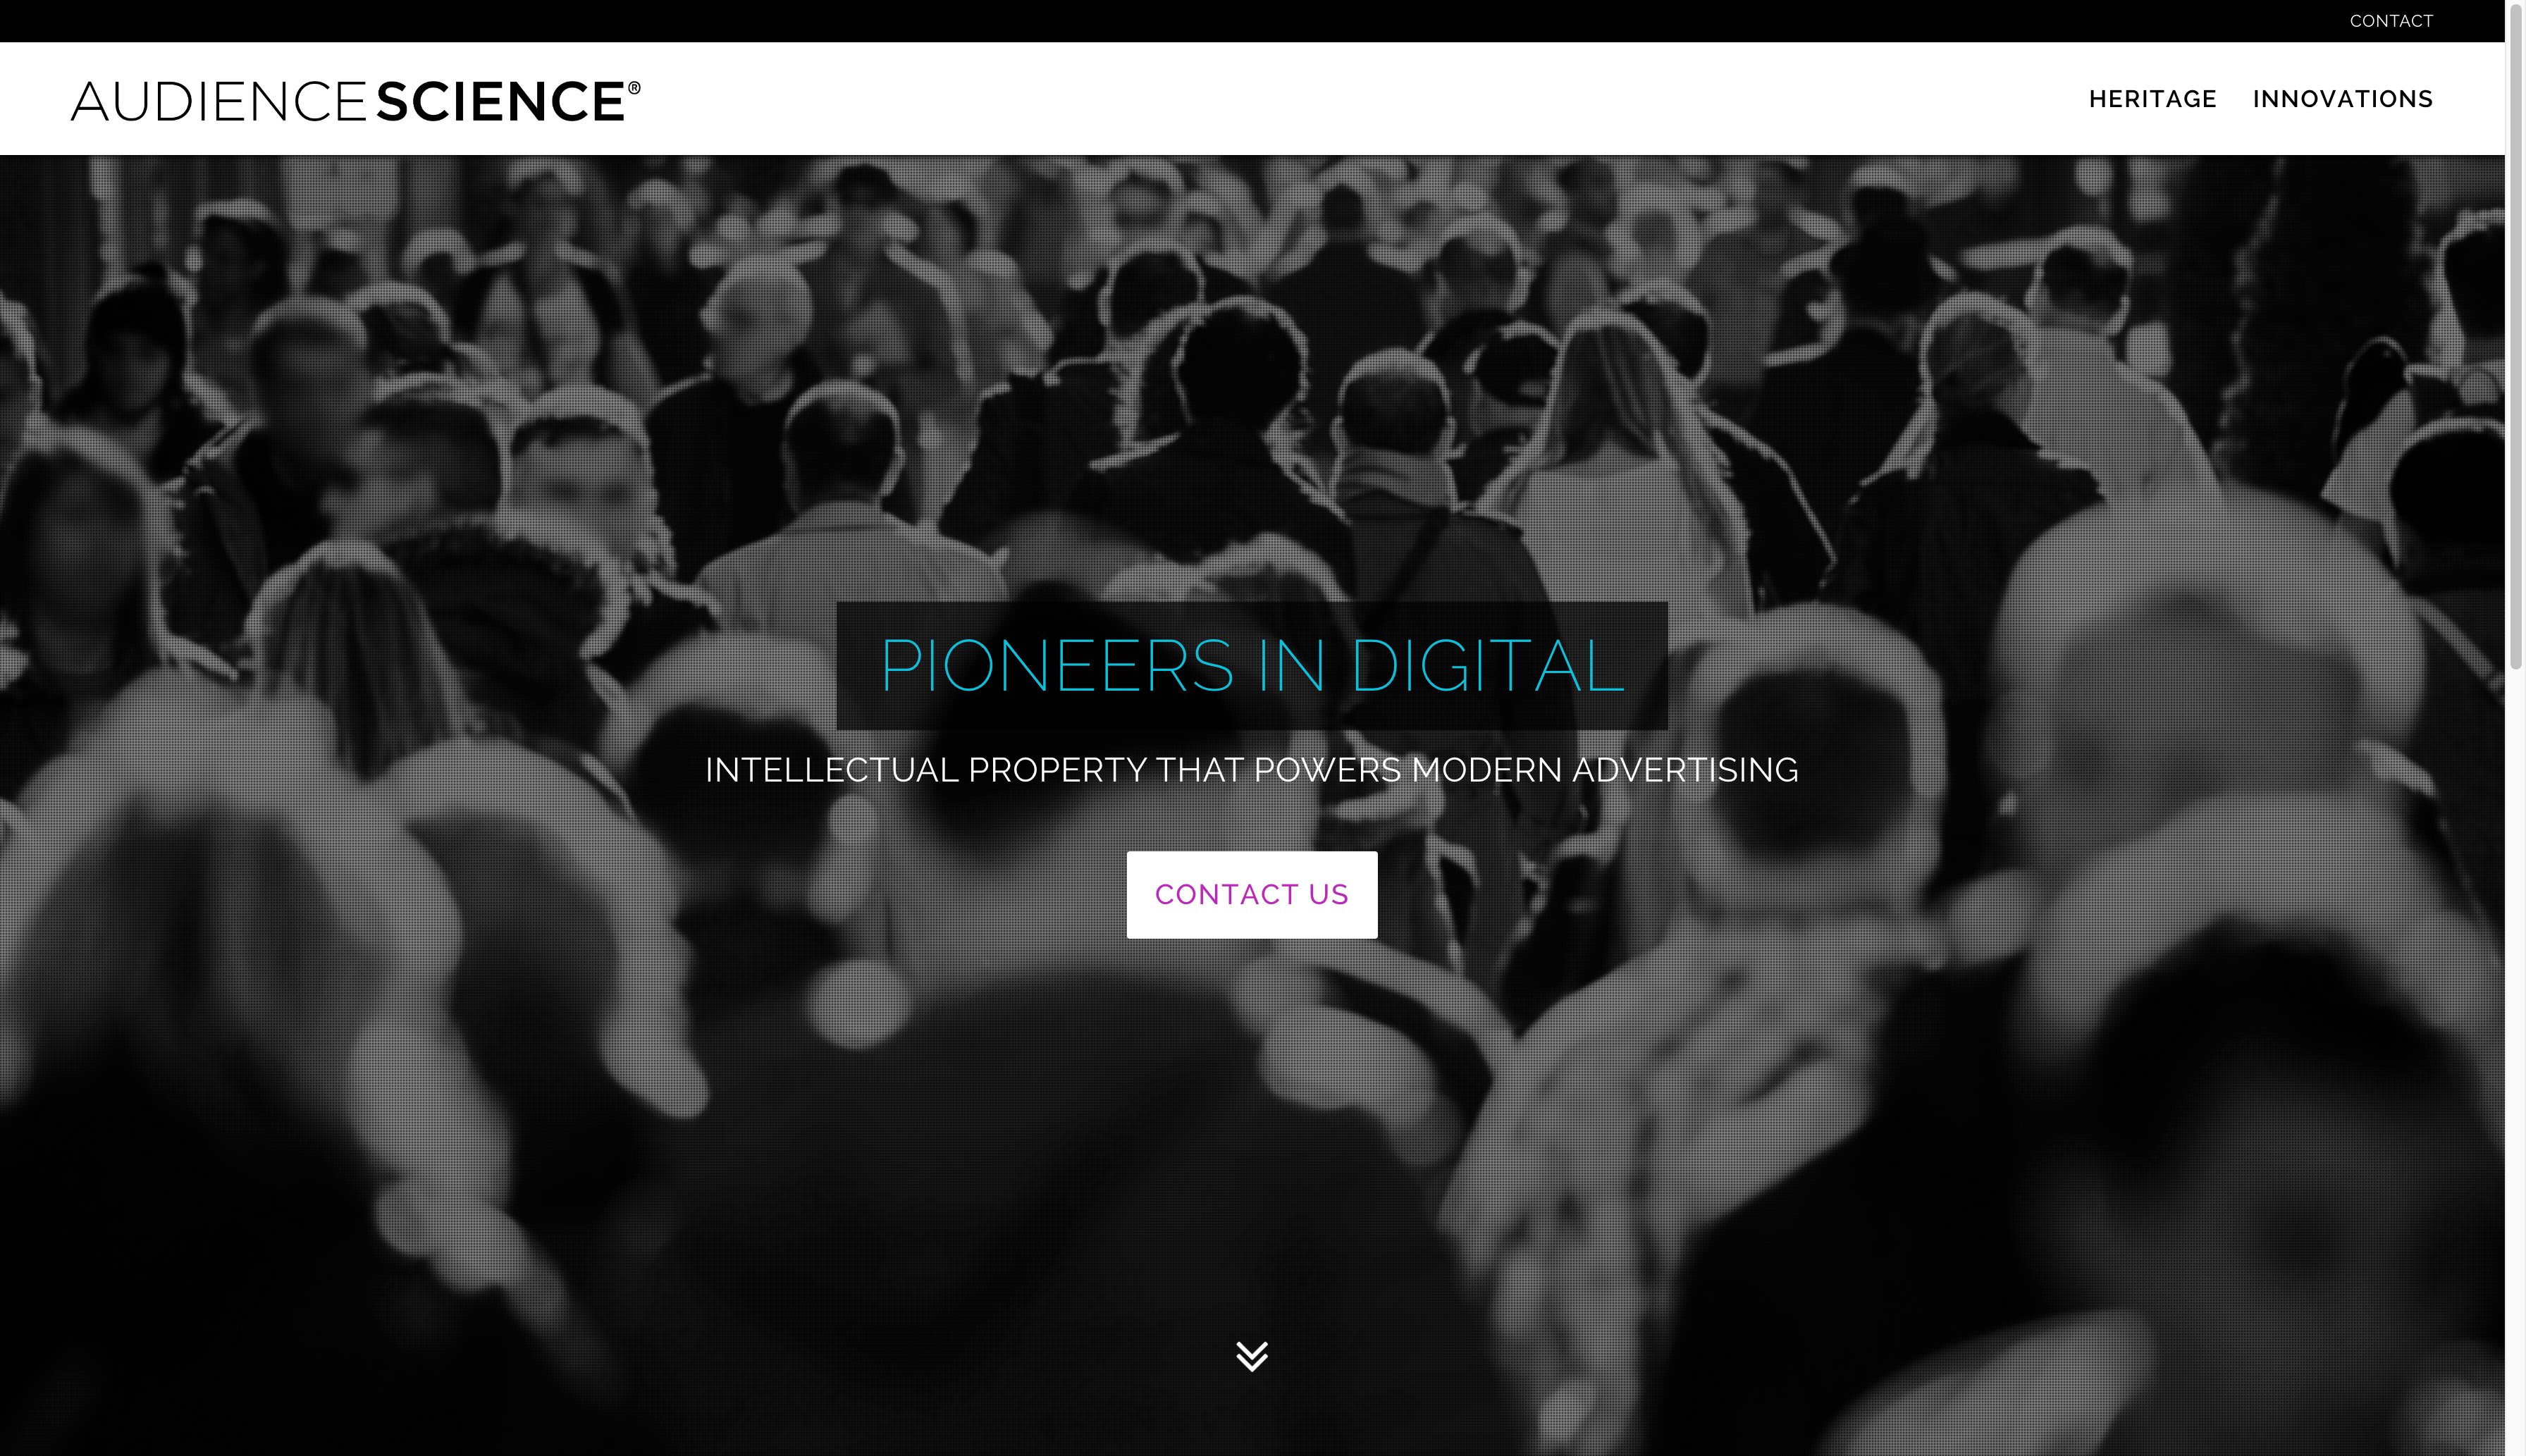 CONTACT
AUDIENCESCIENCE®
HERITAGE INNOVATIONS
PIONEERS IN DIGITAL
INTELLECTUAL PROPERTY THAT POWERS MODERN ADVERTISING
CONTACT US